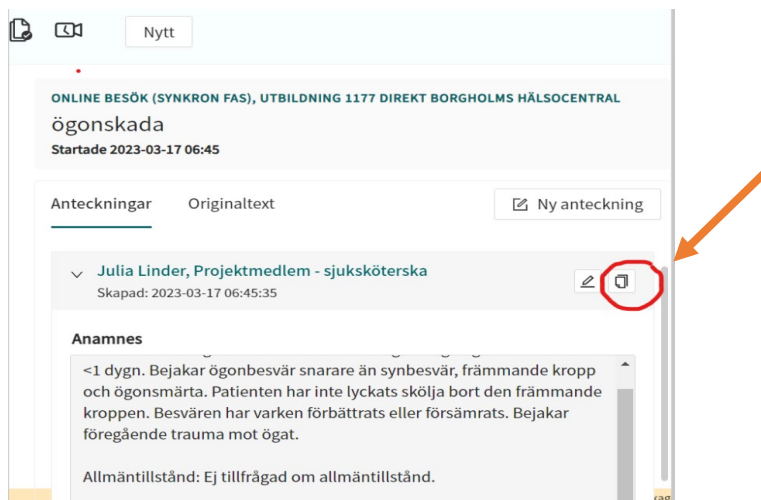 Nytt
ONLINE BESÖK (SYNKRON FAS), UTBILDNING 1177 DIREKT BORGHOLMS HÄLSOCENTRAL
ögonskada
Startade 2023-03-17 06:45
Anteckningar Originaltext Ny anteckning
Julia Linder, Projektmedlem - sjuksköterska
Skapad: 2023-03-17 06:45:35
Anamnes
<1 dygn. Bejakar ögonbesvär snarare än synbesvär, främmande kropp
och ögonsmärta. Patienten har inte lyckats skölja bort den främmande
kroppen. Besvären har varken förbättrats eller försämrats. Bejakar
föregående trauma mot ögat.
Allmäntillstånd: Ej tillfrågad om allmäntillstånd.